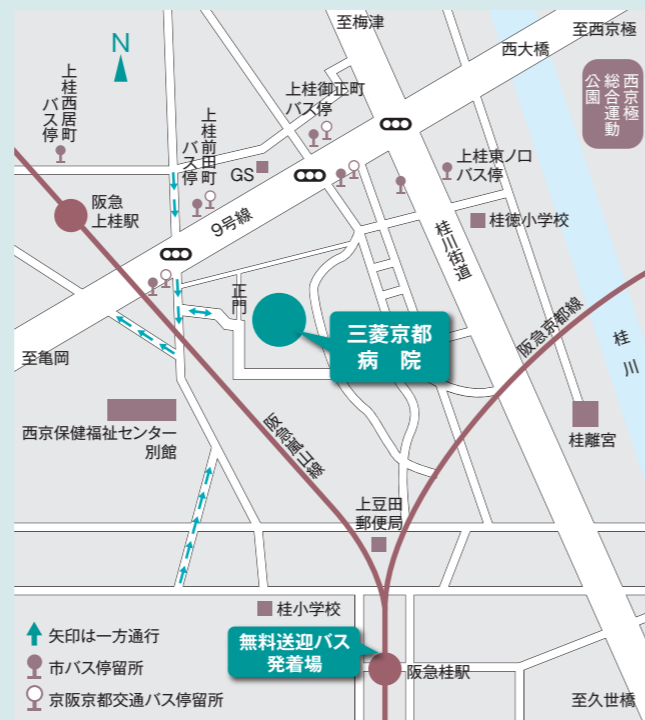 至梅津
至西京極
西大橋
N
上桂西居町
バス停
上桂前田町
バス停
上桂御正町
バス停
西京極
総合運動
公園
GS
上桂東ノ口
バス停
阪急
上桂駅
9号線
桂徳小学校
桂川街道
正門
三菱京都
病 院
阪急京都線
桂川
至亀岡
西京保健福祉センター
別館
阪急嵐山線
桂離宮
上豆田
郵便局
桂小学校
矢印は一方通行
無料送迎バス
発着場
市バス停留所
阪急桂駅
京阪京都交通バス停留所
至久世橋